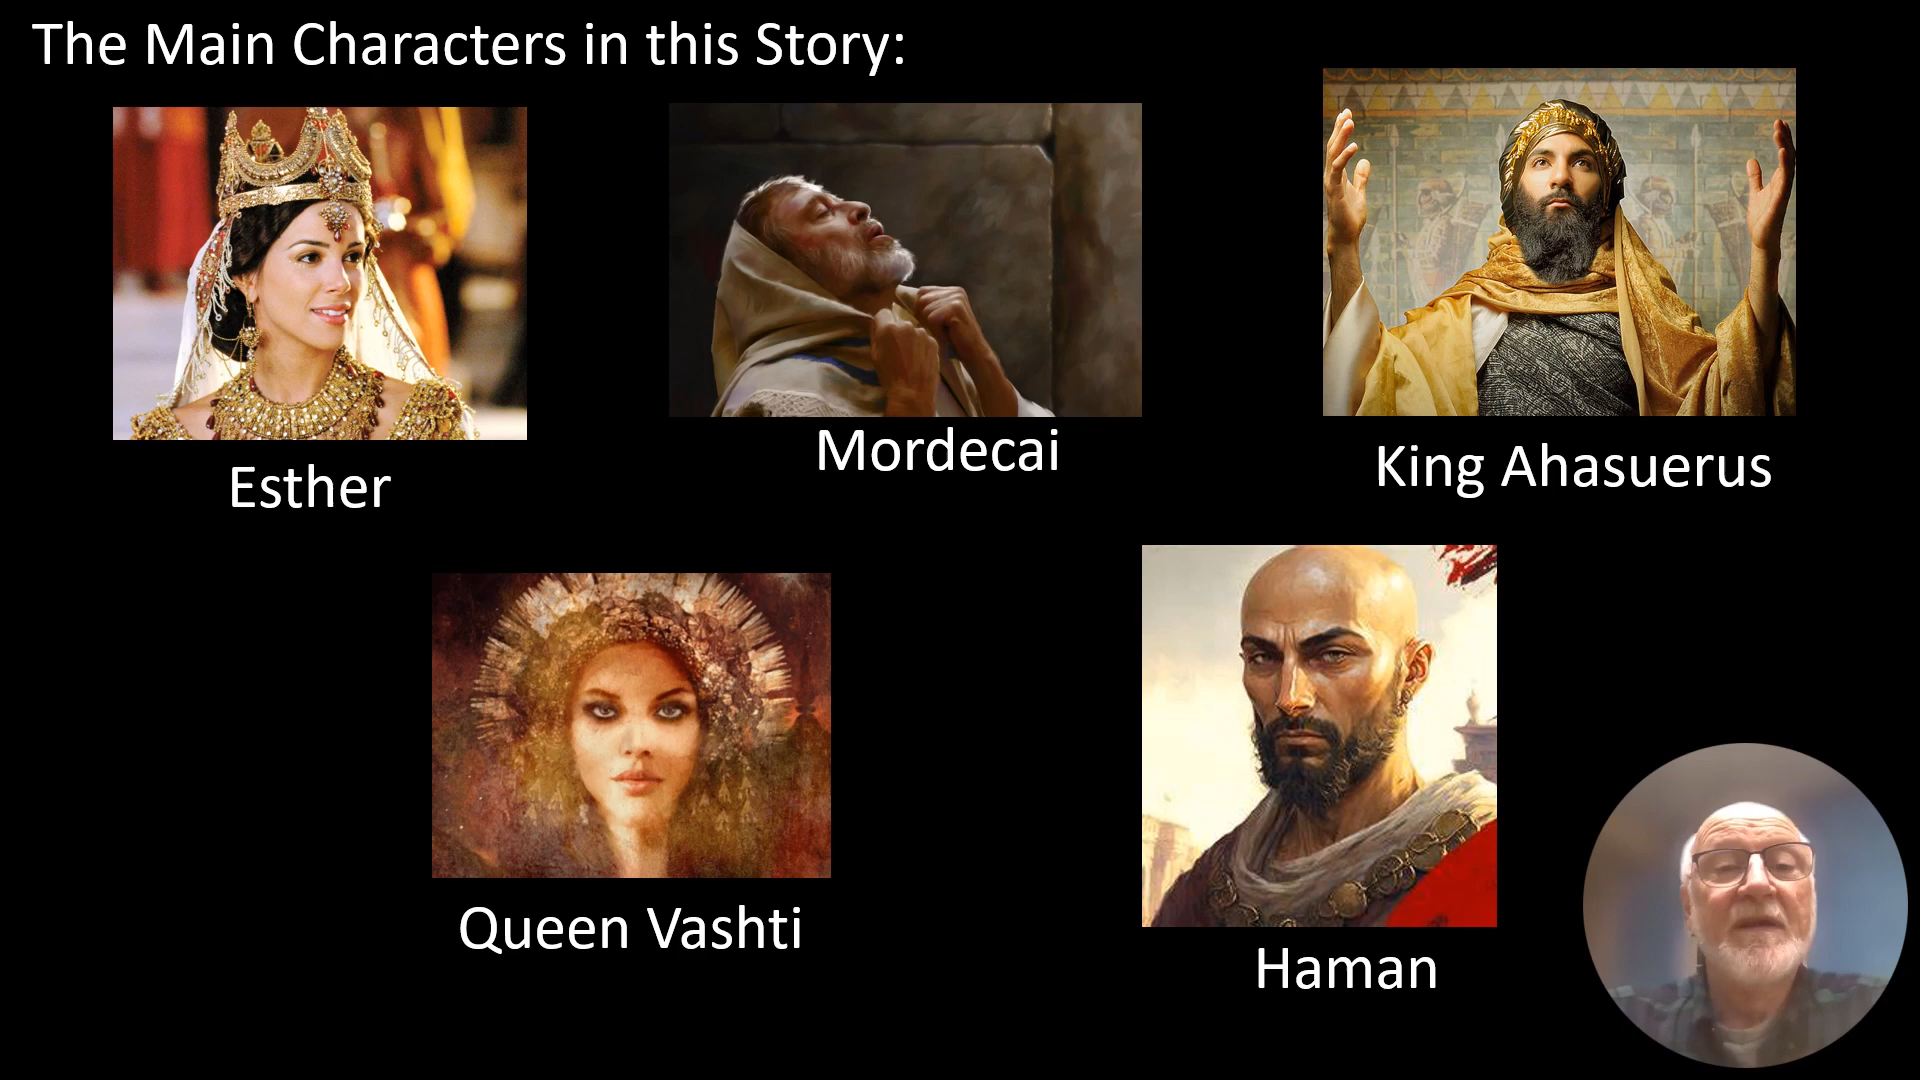 The Main Characters in this Story:
Esther
Mordecai
King Ahasuerus
Queen Vashti
Haman